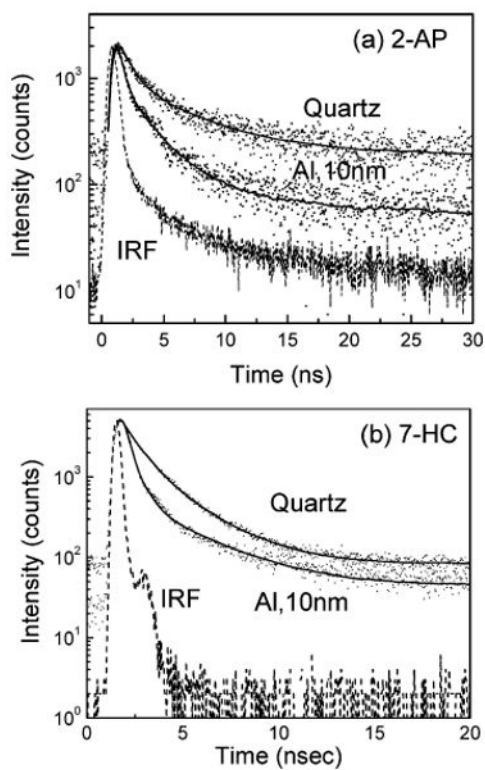 (a) 2-AP
10³
Quartz
Intensity (counts)
Al,10nm
10²
IRF
10¹
0 5 10 15 20 25 30
Time (ns)
(b) 7-HC
10³
Quartz
Intensity (counts)
10²
IRF
Al,10nm
10¹
10⁰
0 5 10 15 20
Time (nsec)